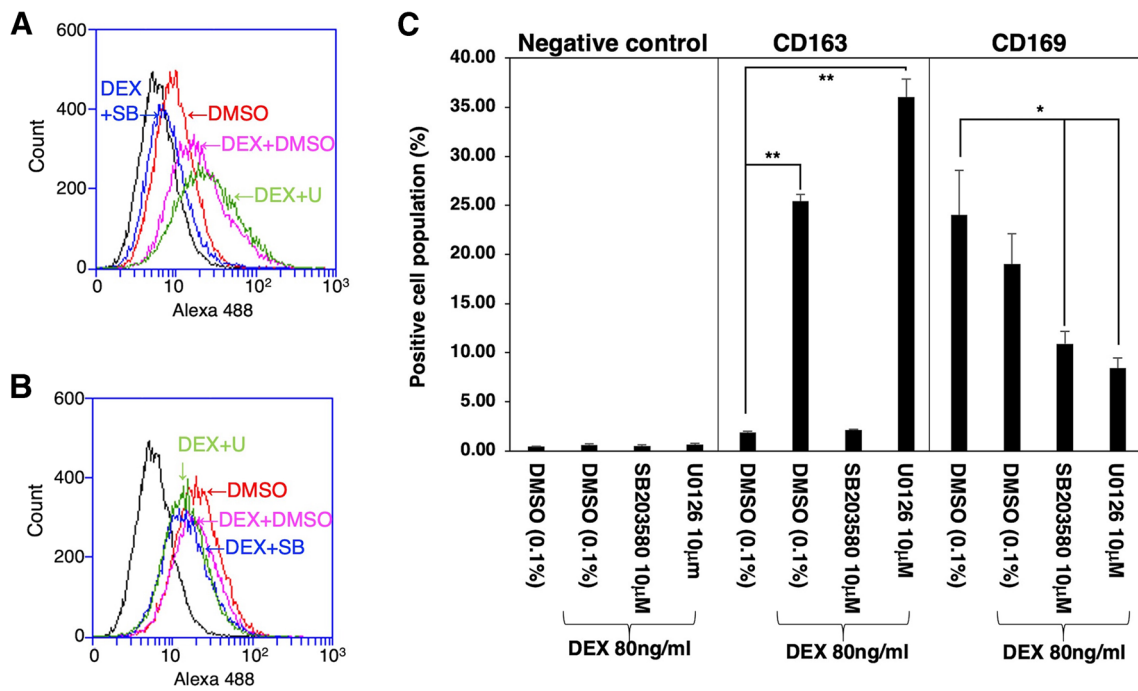 A
600
400
200
0
Count
DEX
+SB
DMSO
DEX+DMSO
DEX+U
0 10 10² 10³
Alexa 488
B
600
400
200
0
Count
DEX+U
DMSO
DEX+DMSO
DEX+SB
0 10 10² 10³
Alexa 488
C
Negative control CD163 CD169
40.00
35.00
30.00
25.00
20.00
15.00
10.00
5.00
0.00
Positive cell population (%)
**
**
*
DMSO (0.1%)
DMSO (0.1%)
SB203580 10μM
U0126 10μm
DMSO (0.1%)
DMSO (0.1%)
SB203580 10μM
U0126 10μM
DMSO (0.1%)
DMSO (0.1%)
SB203580 10μM
U0126 10μM
DEX 80ng/ml DEX 80ng/ml DEX 80ng/ml